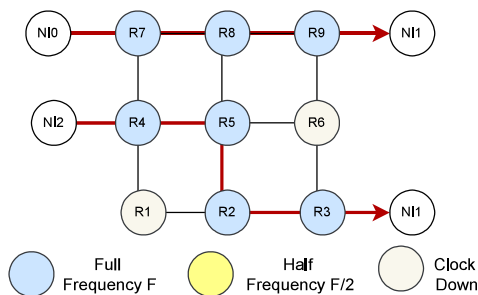 NI0 R7 R8 R9 NI1
NI2 R4 R5 R6
R1 R2 R3 NI1
Full Half Clock
Frequency F Frequency F/2 Down